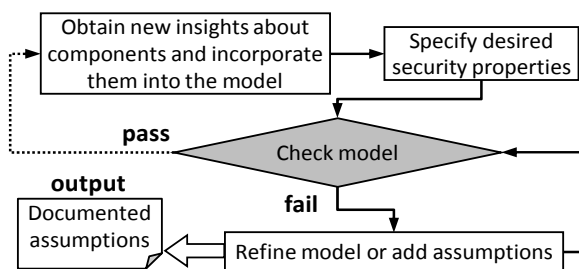 Obtain new insights about
components and incorporate
them into the model
Specify desired
security properties
pass
Check model
output
fail
Documented
assumptions
Refine model or add assumptions